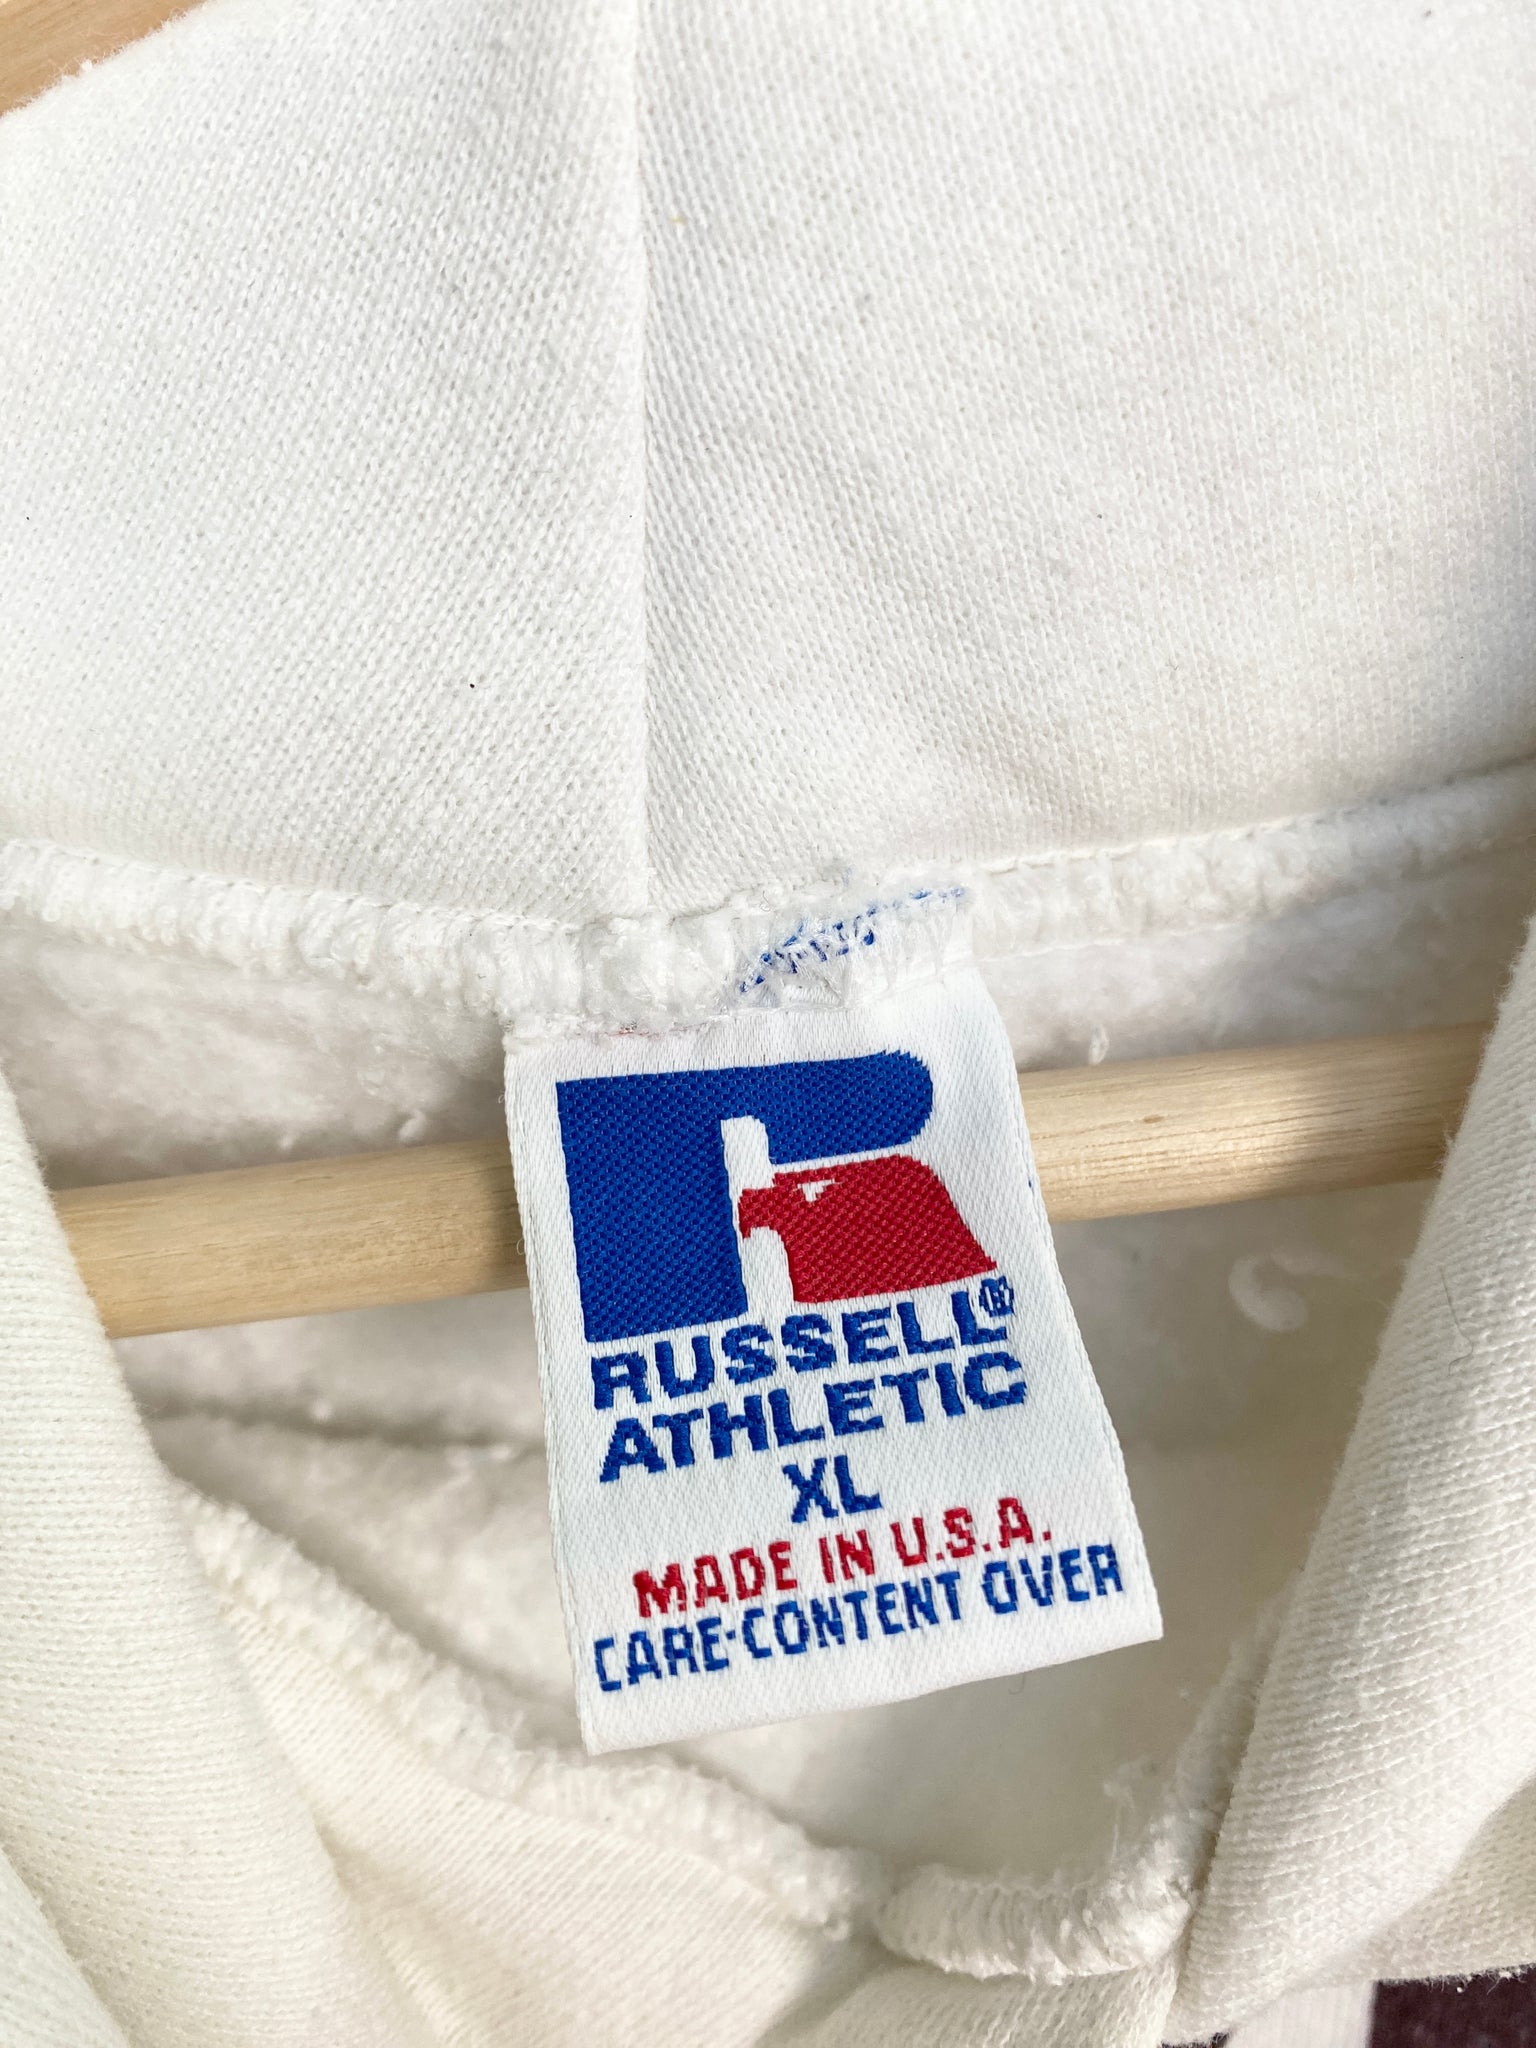 RUSSELL®
ATHLETIC
XL
MADE IN U.S.A.
CARE-CONTENT OVER